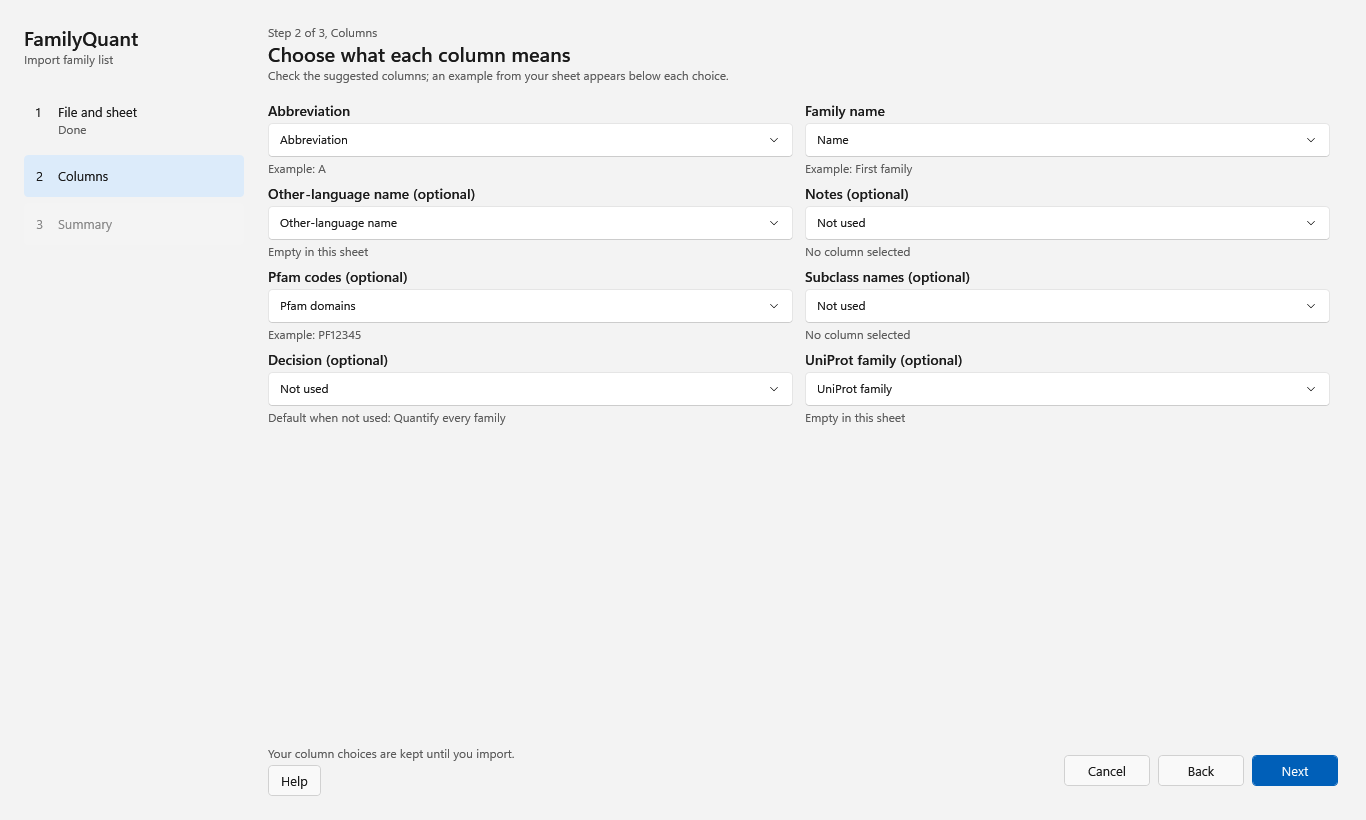 FamilyQuant
Import family list
1 File and sheet
Done
2 Columns
3 Summary
Step 2 of 3, Columns
Choose what each column means
Check the suggested columns; an example from your sheet appears below each choice.
Abbreviation
Abbreviation
Example: A
Family name
Name
Example: First family
Other-language name (optional)
Other-language name
Empty in this sheet
Notes (optional)
Not used
No column selected
Pfam codes (optional)
Pfam domains
Example: PF12345
Subclass names (optional)
Not used
No column selected
Decision (optional)
Not used
Default when not used: Quantify every family
UniProt family (optional)
UniProt family
Empty in this sheet
Your column choices are kept until you import.
Help
Cancel
Back
Next